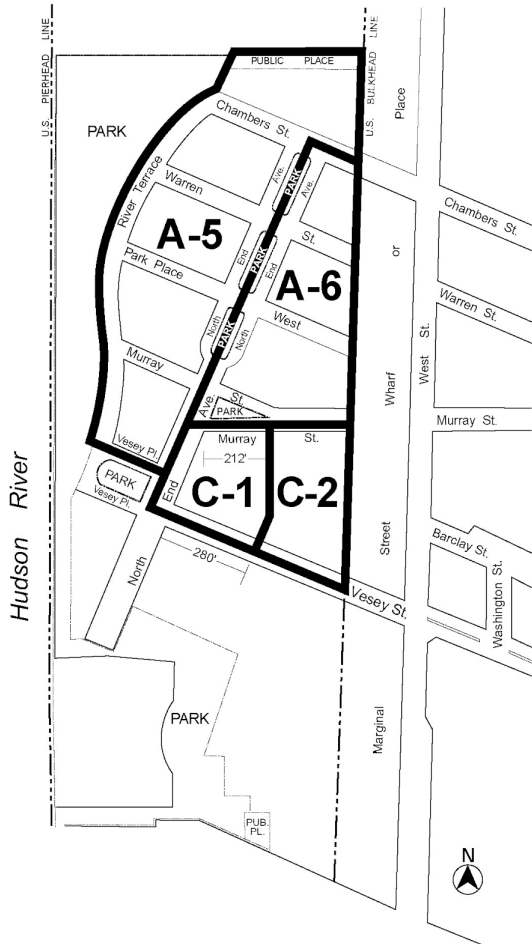 U.S. PIERHEAD LINE
U.S. BULKHEAD LINE
PUBLIC PLACE
PARK
Chambers St.
Place
River Terrace
Warren
Ave.
PARK
Ave.
Chambers St.
A-5
St.
End
PARK
End
A-6
or
Park Place
West
Warren St.
North
PARK
North
West St.
Murray
Wharf
Ave.
St.
PARK
Murray St.
Vesey Pl.
Murray St.
212'
PARK
Vesey Pl.
End
C-1
C-2
Hudson River
Street
Barclay St.
280'
North
Vesey St.
Washington St.
PARK
Marginal
PUB.
PL.
N